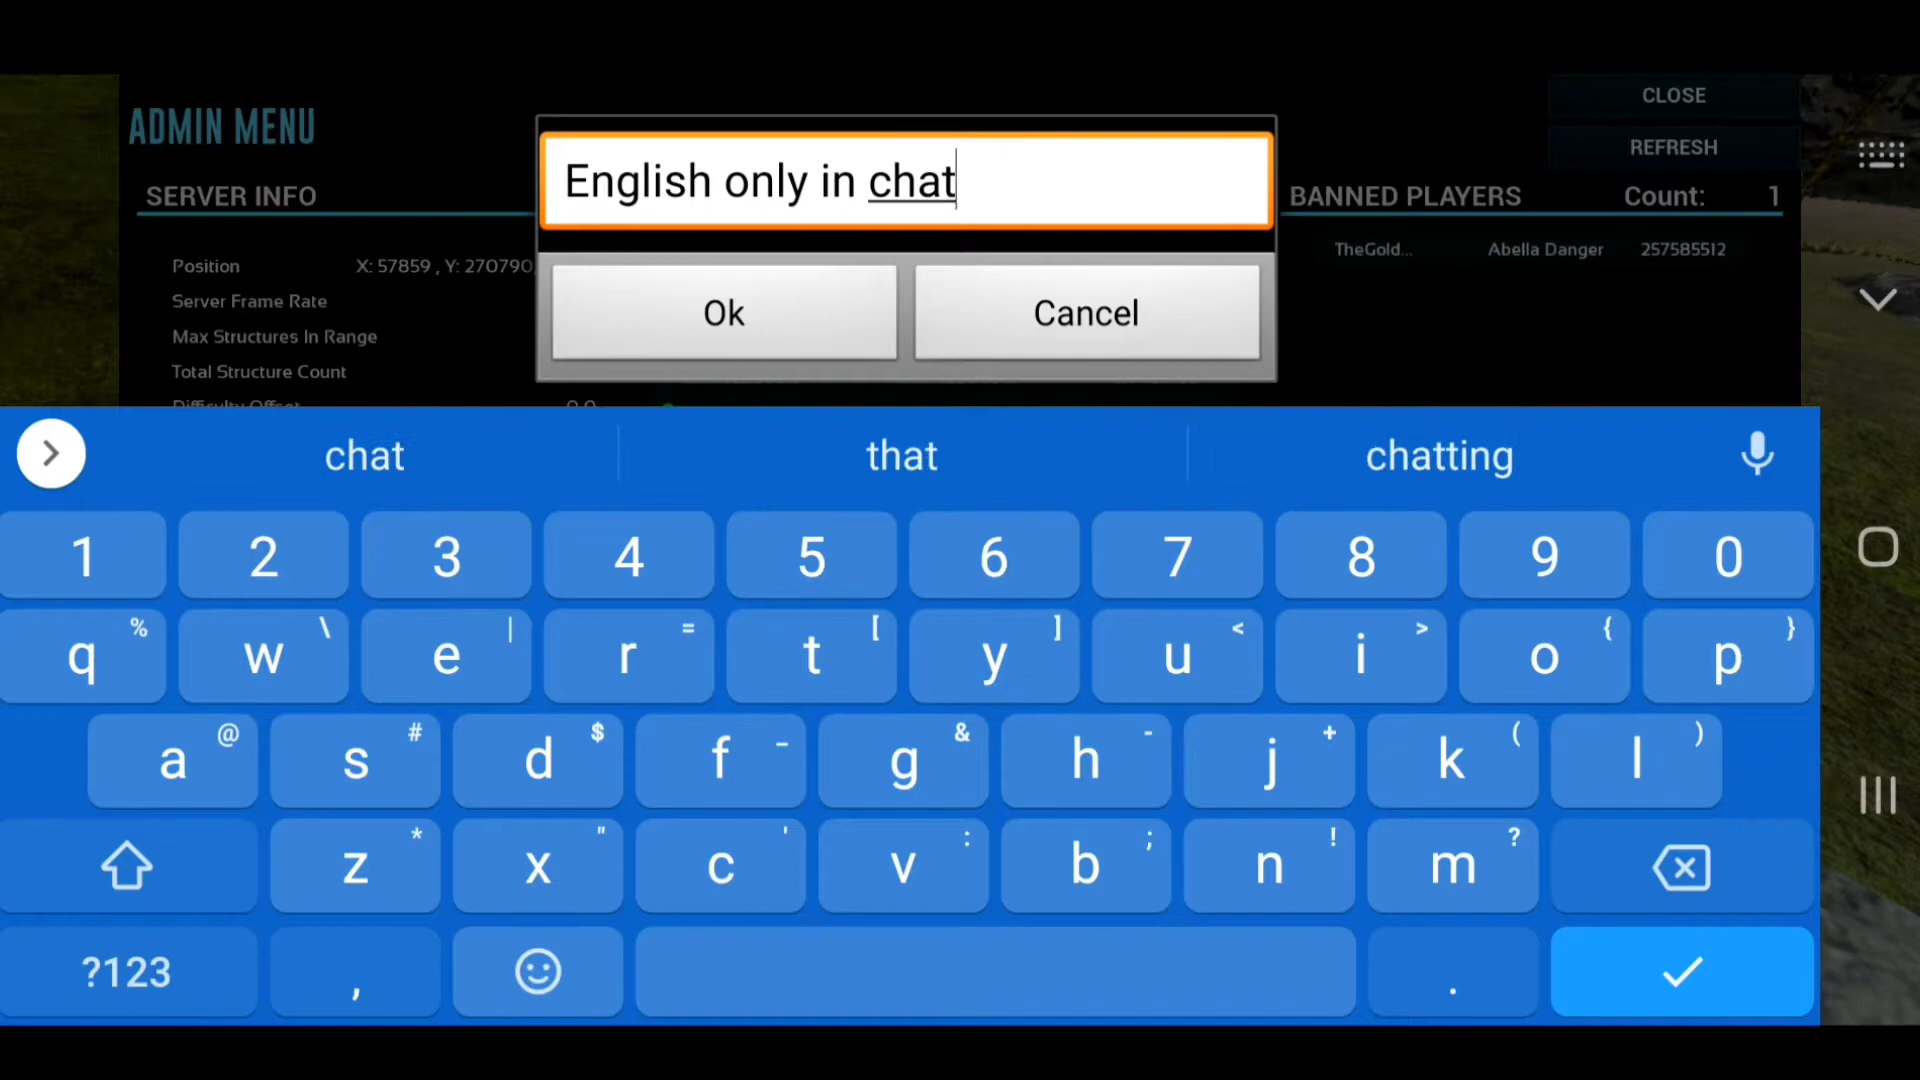 ADMIN MENU
CLOSE
REFRESH
English only in chat
SERVER INFO
BANNED PLAYERS Count: 1
TheGold... Abella Danger 257585512
Position X: 57859 , Y: 270790,
Server Frame Rate
Max Structures In Range
Total Structure Count
Ok Cancel
chat that chatting
1 2 3 4 5 6 7 8 9 0
q % w \ e | r = t [ y ] u < i > o { p }
a @ s # d $ f _ g & h - j + k ( l )
z * x " c ' v : b ; n ! m ?
?123 , .